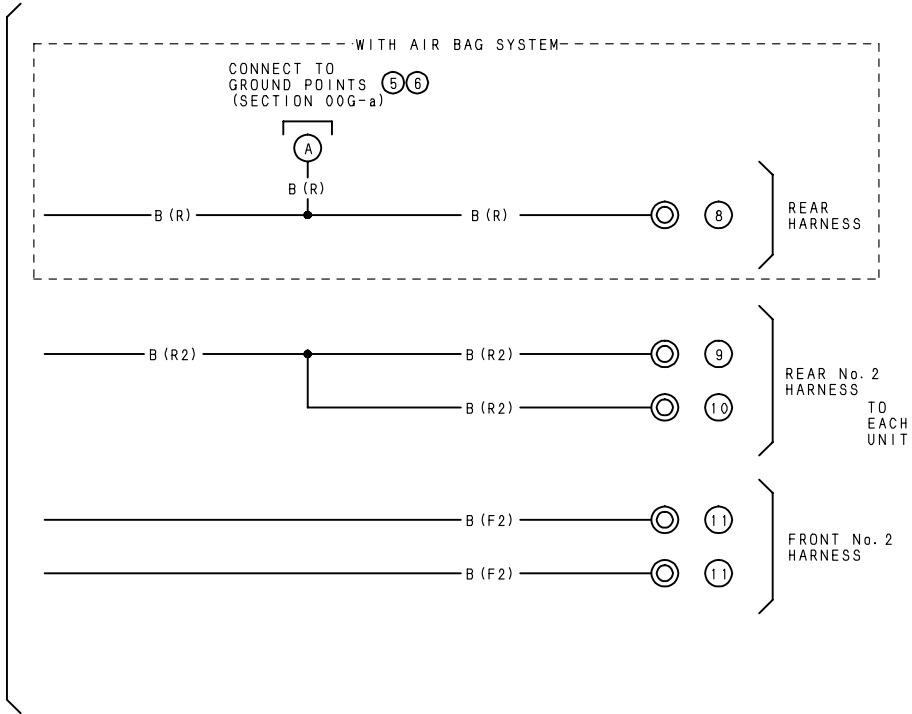 WITH AIR BAG SYSTEM
CONNECT TO
GROUND POINTS 5 6
(SECTION 00G-a)
A
B (R)
B (R) B (R) 8
REAR
HARNESS
B (R2) B (R2) 9
B (R2) 10
REAR No. 2
HARNESS
TO
EACH
UNIT
B (F2) 11
B (F2) 11
FRONT No. 2
HARNESS